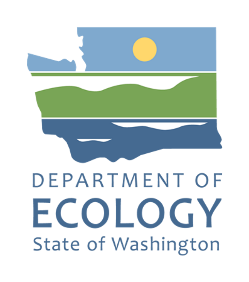 DEPARTMENT OF
ECOLOGY
State of Washington